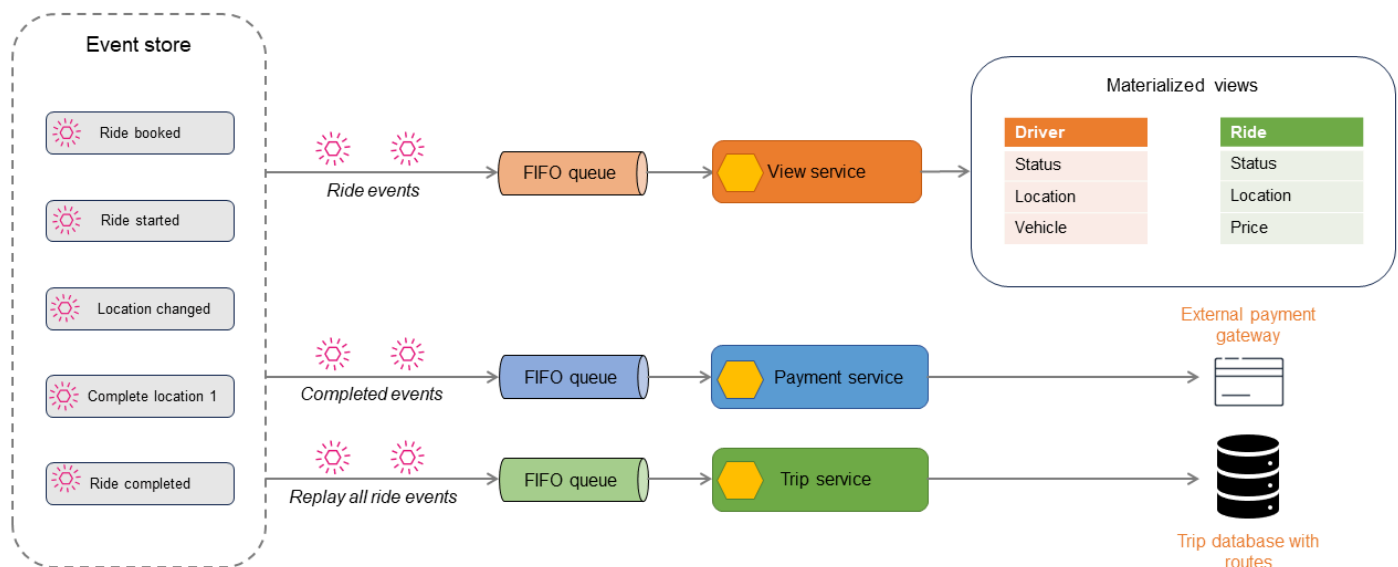 Event store
Ride booked
Ride started
Location changed
Complete location 1
Ride completed
Ride events
FIFO queue
View service
Materialized views
Driver
Status
Location
Vehicle
Ride
Status
Location
Price
Completed events
FIFO queue
Payment service
External payment
gateway
Replay all ride events
FIFO queue
Trip service
Trip database with
routes